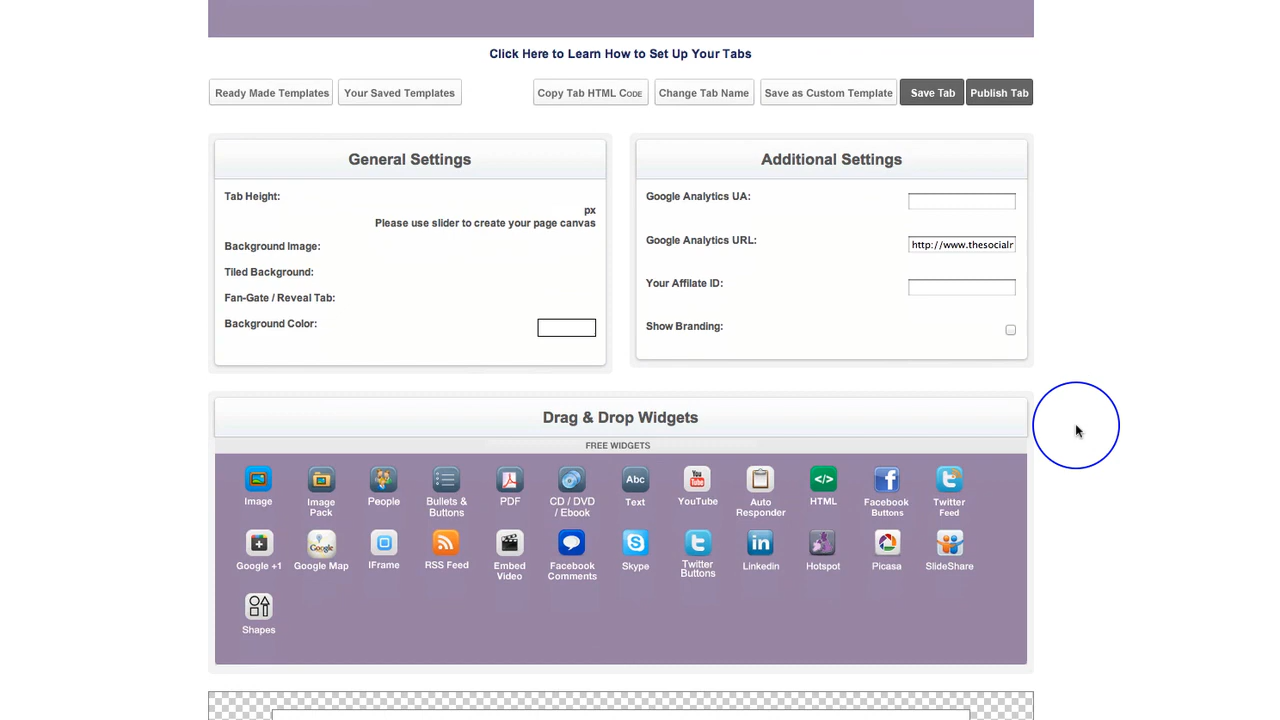 Click Here to Learn How to Set Up Your Tabs
Ready Made Templates
Your Saved Templates
Copy Tab HTML Code
Change Tab Name
Save as Custom Template
Save Tab
Publish Tab
General Settings
Tab Height:
px
Please use slider to create your page canvas
Background Image:
Tiled Background:
Fan-Gate / Reveal Tab:
Background Color:
Additional Settings
Google Analytics UA:
Google Analytics URL:
http://www.thesocialr
Your Affilate ID:
Show Branding:
Drag & Drop Widgets
FREE WIDGETS
Image
Image
Pack
People
Bullets &
Buttons
PDF
CD / DVD
/ Ebook
Abc
Text
You
Tube
YouTube
Auto
Responder
</>
HTML
Facebook
Buttons
Twitter
Feed
Google +1
Google
Google Map
IFrame
RSS Feed
Embed
Video
Facebook
Comments
Skype
Twitter
Buttons
in
Linkedin
Hotspot
Picasa
SlideShare
Shapes